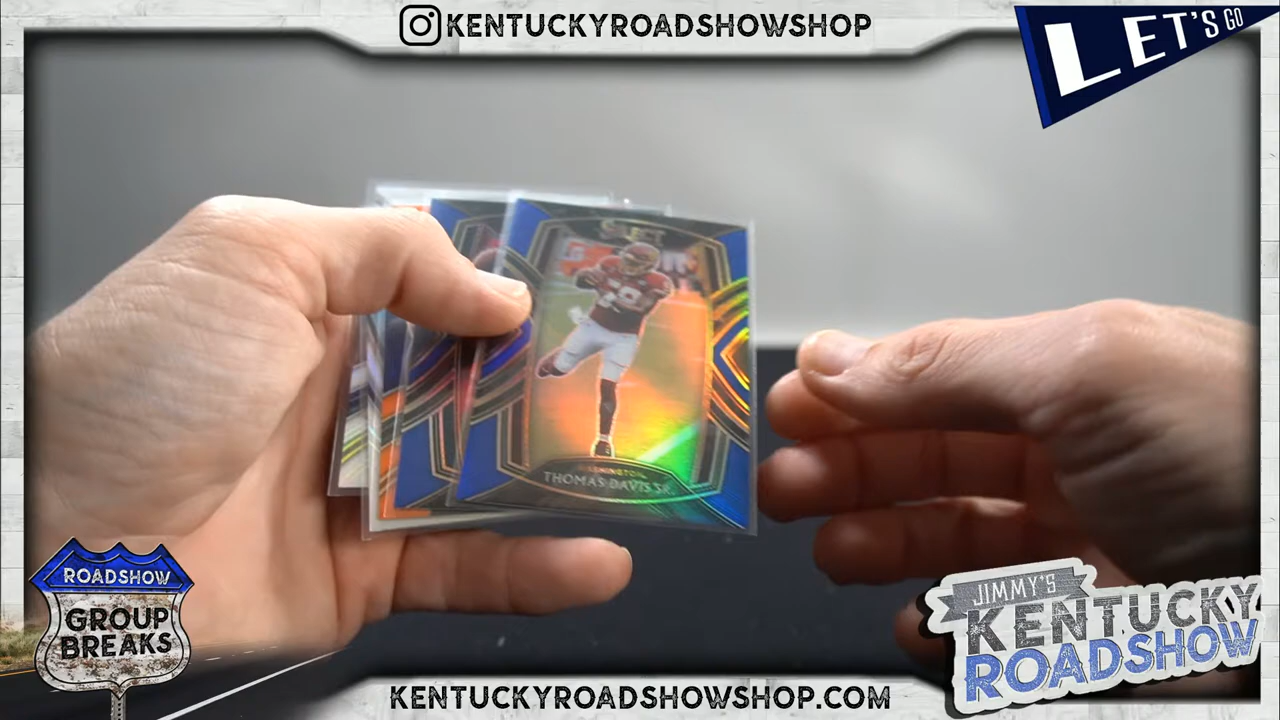 KENTUCKYROADSHOWSHOP
LET'S GO
SELECT
WASHINGTON
THOMAS DAVIS SR.
ROADSHOW
GROUP
BREAKS
JIMMY'S
KENTUCKY
ROADSHOW
KENTUCKYROADSHOWSHOP.COM